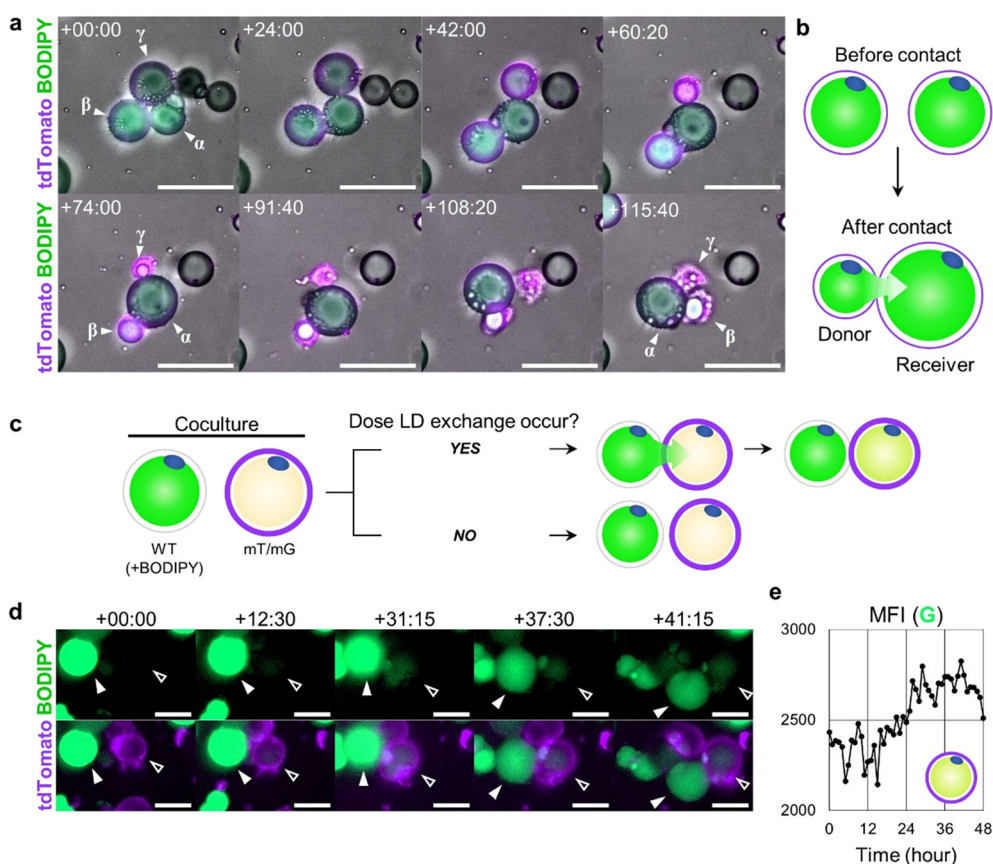 a
tdTomato BODIPY
+00:00
γ
β
α
+24:00
+42:00
+60:20
tdTomato BODIPY
+74:00
γ
β
α
+91:40
+108:20
+115:40
γ
β
α
b
Before contact
After contact
Donor
Receiver
c
Coculture
WT
(+BODIPY)
mT/mG
Dose LD exchange occur?
YES
NO
d
tdTomato BODIPY
+00:00
+12:30
+31:15
+37:30
+41:15
e
MFI (G)
3000
2500
2000
0 12 24 36 48
Time (hour)